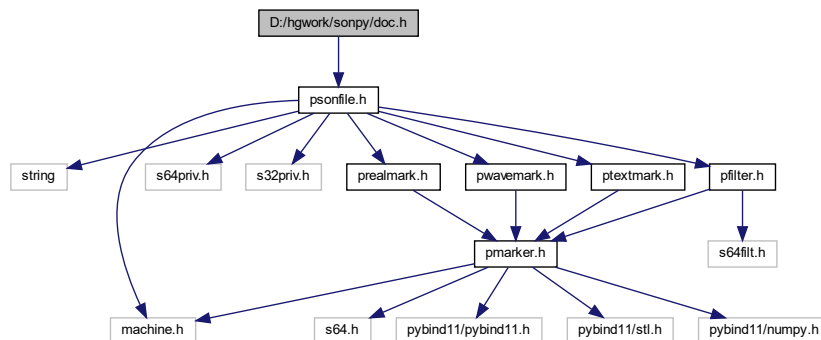 D:/hgwork/sonpy/doc.h
psonfile.h
string
s64priv.h
s32priv.h
prealmark.h
pwavemark.h
ptextmark.h
pfilter.h
pmarker.h
s64filt.h
machine.h
s64.h
pybind11/pybind11.h
pybind11/stl.h
pybind11/numpy.h